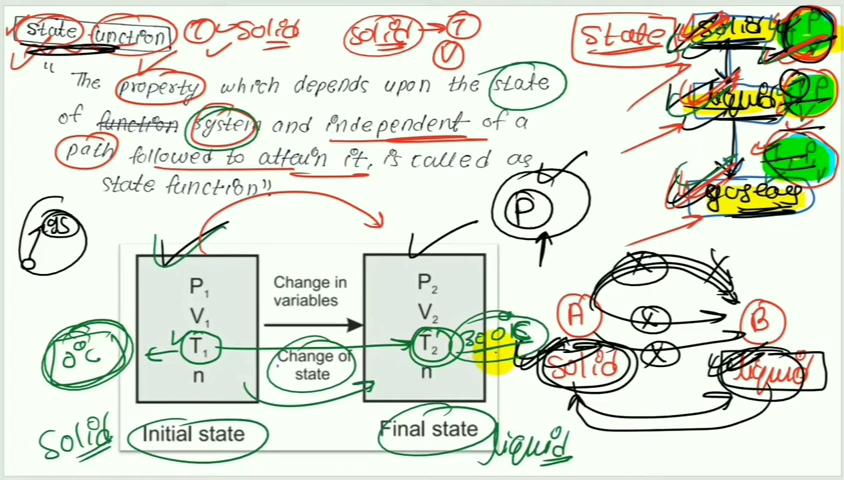 State function T solid solid → T
V
State solid T P V
"The property which depends upon the state
liquid T P V
of function system and independent of a
path followed to attain it, is called as
gaseous T P V
state function"
P
P₁ P₂
Change in
variables
V₁ V₂
A B
0°C T₁ T₂ 300K
Change of
state
solid liquid
n n
solid Initial state Final state liquid